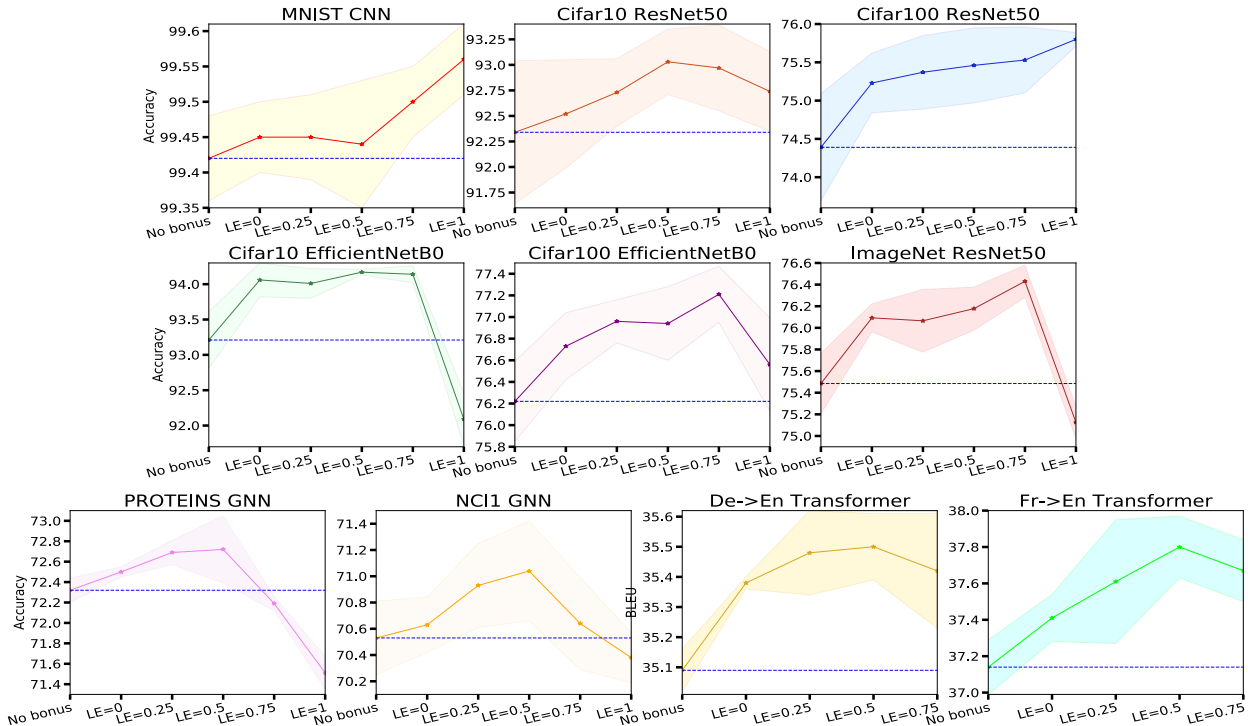 MNIST CNN
Cifar10 ResNet50
Cifar100 ResNet50
Accuracy
99.6
99.55
99.5
99.45
99.4
99.35
93.25
93.0
92.75
92.5
92.25
92.0
91.75
76.0
75.5
75.0
74.5
74.0
No bonus LE=0 LE=0.25 LE=0.5 LE=0.75 LE=1
No bonus LE=0 LE=0.25 LE=0.5 LE=0.75 LE=1
No bonus LE=0 LE=0.25 LE=0.5 LE=0.75 LE=1
Cifar10 EfficientNetB0
Cifar100 EfficientNetB0
ImageNet ResNet50
Accuracy
94.0
93.5
93.0
92.5
92.0
77.4
77.2
77.0
76.8
76.6
76.4
76.2
76.0
75.8
76.6
76.4
76.2
76.0
75.8
75.6
75.4
75.2
75.0
No bonus LE=0 LE=0.25 LE=0.5 LE=0.75 LE=1
No bonus LE=0 LE=0.25 LE=0.5 LE=0.75 LE=1
No bonus LE=0 LE=0.25 LE=0.5 LE=0.75 LE=1
PROTEINS GNN
NCI1 GNN
De->En Transformer
Fr->En Transformer
Accuracy
73.0
72.8
72.6
72.4
72.2
72.0
71.8
71.6
71.4
71.4
71.2
71.0
70.8
70.6
70.4
70.2
BLEU
35.6
35.5
35.4
35.2
35.1
38.0
37.8
37.6
37.4
37.2
37.0
No bonus LE=0 LE=0.25 LE=0.5 LE=0.75 LE=1
No bonus LE=0 LE=0.25 LE=0.5 LE=0.75 LE=1
No bonus LE=0 LE=0.25 LE=0.5 LE=0.75
No bonus LE=0 LE=0.25 LE=0.5 LE=0.75